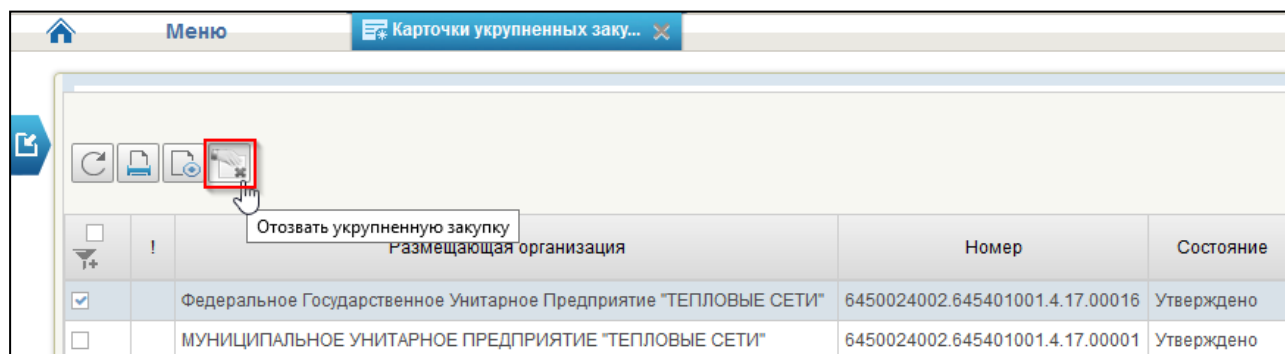 Меню
Карточки укрупненных заку...
Отозвать укрупненную закупку
! Размещающая организация Номер Состояние
Федеральное Государственное Унитарное Предприятие "ТЕПЛОВЫЕ СЕТИ" 6450024002.645401001.4.17.00016 Утверждено
МУНИЦИПАЛЬНОЕ УНИТАРНОЕ ПРЕДПРИЯТИЕ "ТЕПЛОВЫЕ СЕТИ" 6450024002.645401001.4.17.00001 Утверждено